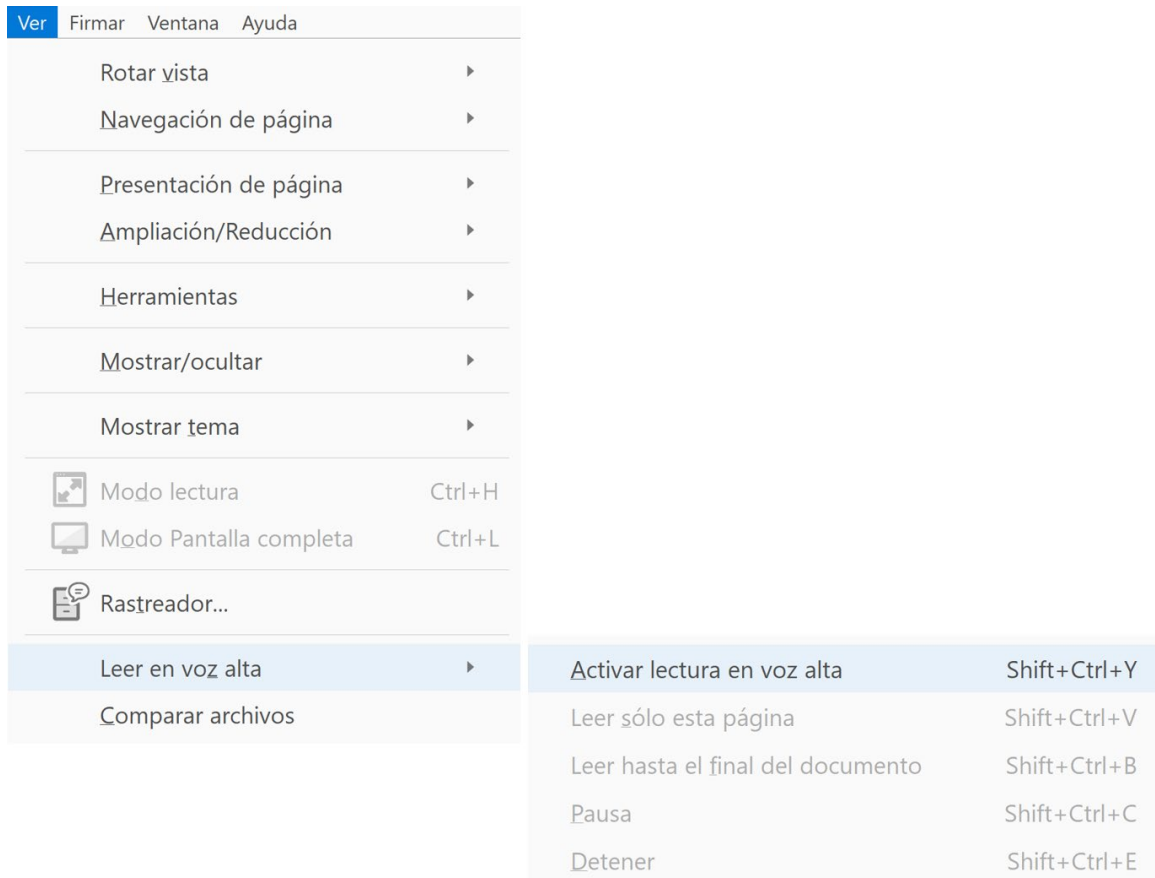 Ver Firmar Ventana Ayuda
Rotar vista
Navegación de página
Presentación de página
Ampliación/Reducción
Herramientas
Mostrar/ocultar
Mostrar tema
Modo lectura Ctrl+H
Modo Pantalla completa Ctrl+L
Rastreador...
Leer en voz alta
Comparar archivos
Activar lectura en voz alta Shift+Ctrl+Y
Leer sólo esta página Shift+Ctrl+V
Leer hasta el final del documento Shift+Ctrl+B
Pausa Shift+Ctrl+C
Detener Shift+Ctrl+E